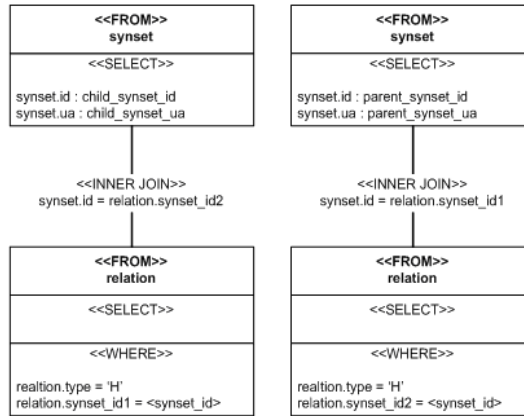 <<FROM>>
synset
<<SELECT>>
synset.id : child_synset_id
synset.ua : child_synset_ua
<<INNER JOIN>>
synset.id = relation.synset_id2
<<FROM>>
relation
<<SELECT>>
<<WHERE>>
realtion.type = 'H'
relation.synset_id1 = <synset_id>
<<FROM>>
synset
<<SELECT>>
synset.id : parent_synset_id
synset.ua : parent_synset_ua
<<INNER JOIN>>
synset.id = relation.synset_id1
<<FROM>>
relation
<<SELECT>>
<<WHERE>>
realtion.type = 'H'
relation.synset_id2 = <synset_id>